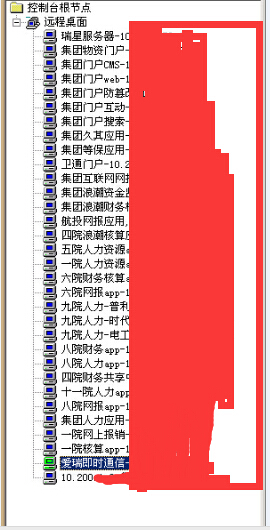 控制台根节点
远程桌面
瑞星服务器-10
集团物资门户-
集团门户CMS-1
集团门户web-1
集团门户防篡改
集团门户互动-
集团门户搜索-
集团久其应用-
集团等保应用-
卫通门户-10.2
集团互联网网报
集团浪潮资金
集团浪潮财务
航投网报应用,
四院浪潮核算
五院人力资源a
一院人力资源a
六院财务核算a
六院网报app-1
九院人力-普利
九院人力-时代
九院人力-电工
八院财务app-1
八院人力app-1
四院财务共享
十一院人力app
八院网报app-1
集团人力应用-
一院网上报销-
一院核算app-1
爱瑞即时通信-
10.200